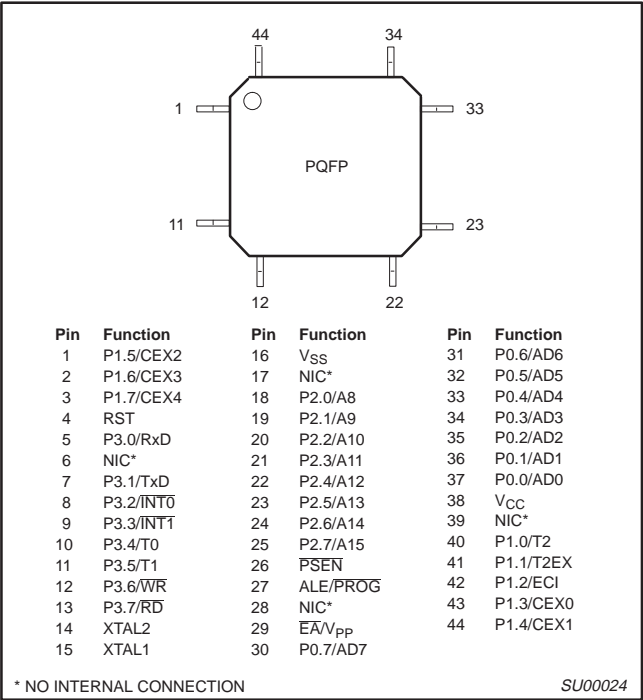 44 34
1 33
PQFP
11 23
12 22
Pin Function Pin Function Pin Function
1 P1.5/CEX2 16 VSS 31 P0.6/AD6
2 P1.6/CEX3 17 NIC* 32 P0.5/AD5
3 P1.7/CEX4 18 P2.0/A8 33 P0.4/AD4
4 RST 19 P2.1/A9 34 P0.3/AD3
5 P3.0/RxD 20 P2.2/A10 35 P0.2/AD2
6 NIC* 21 P2.3/A11 36 P0.1/AD1
7 P3.1/TxD 22 P2.4/A12 37 P0.0/AD0
8 P3.2/I̅N̅T̅0̅ 23 P2.5/A13 38 VCC
9 P3.3/I̅N̅T̅1̅ 24 P2.6/A14 39 NIC*
10 P3.4/T0 25 P2.7/A15 40 P1.0/T2
11 P3.5/T1 26 P̅S̅E̅N̅ 41 P1.1/T2EX
12 P3.6/W̅R̅ 27 ALE/P̅R̅O̅G̅ 42 P1.2/ECI
13 P3.7/R̅D̅ 28 NIC* 43 P1.3/CEX0
14 XTAL2 29 E̅A̅/VPP 44 P1.4/CEX1
15 XTAL1 30 P0.7/AD7
* NO INTERNAL CONNECTION SU00024